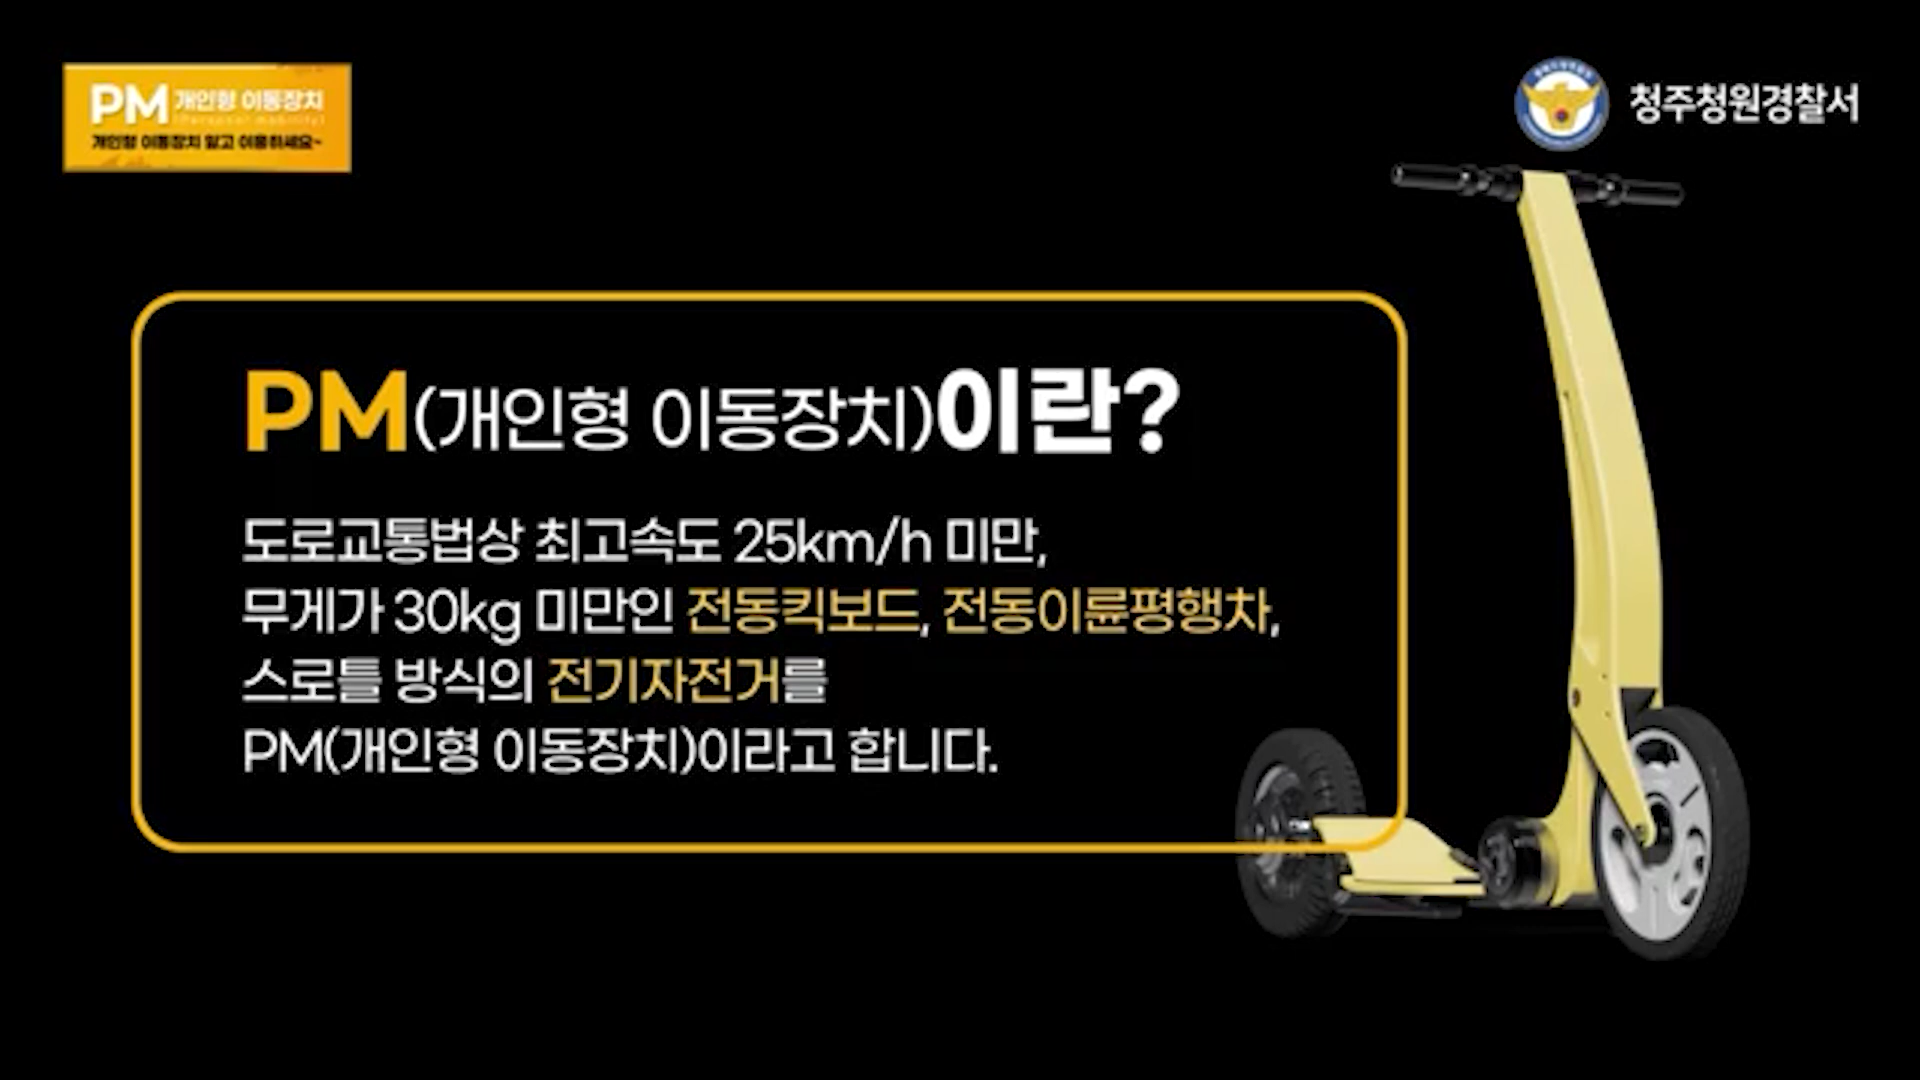 PM 개인형 이동장치
(Personal mobility)
개인형 이동장치 알고 이용하세요~
청주청원경찰서
PM(개인형 이동장치)이란?
도로교통법상 최고속도 25km/h 미만,
무게가 30kg 미만인 전동킥보드, 전동이륜평행차,
스로틀 방식의 전기자전거를
PM(개인형 이동장치)이라고 합니다.